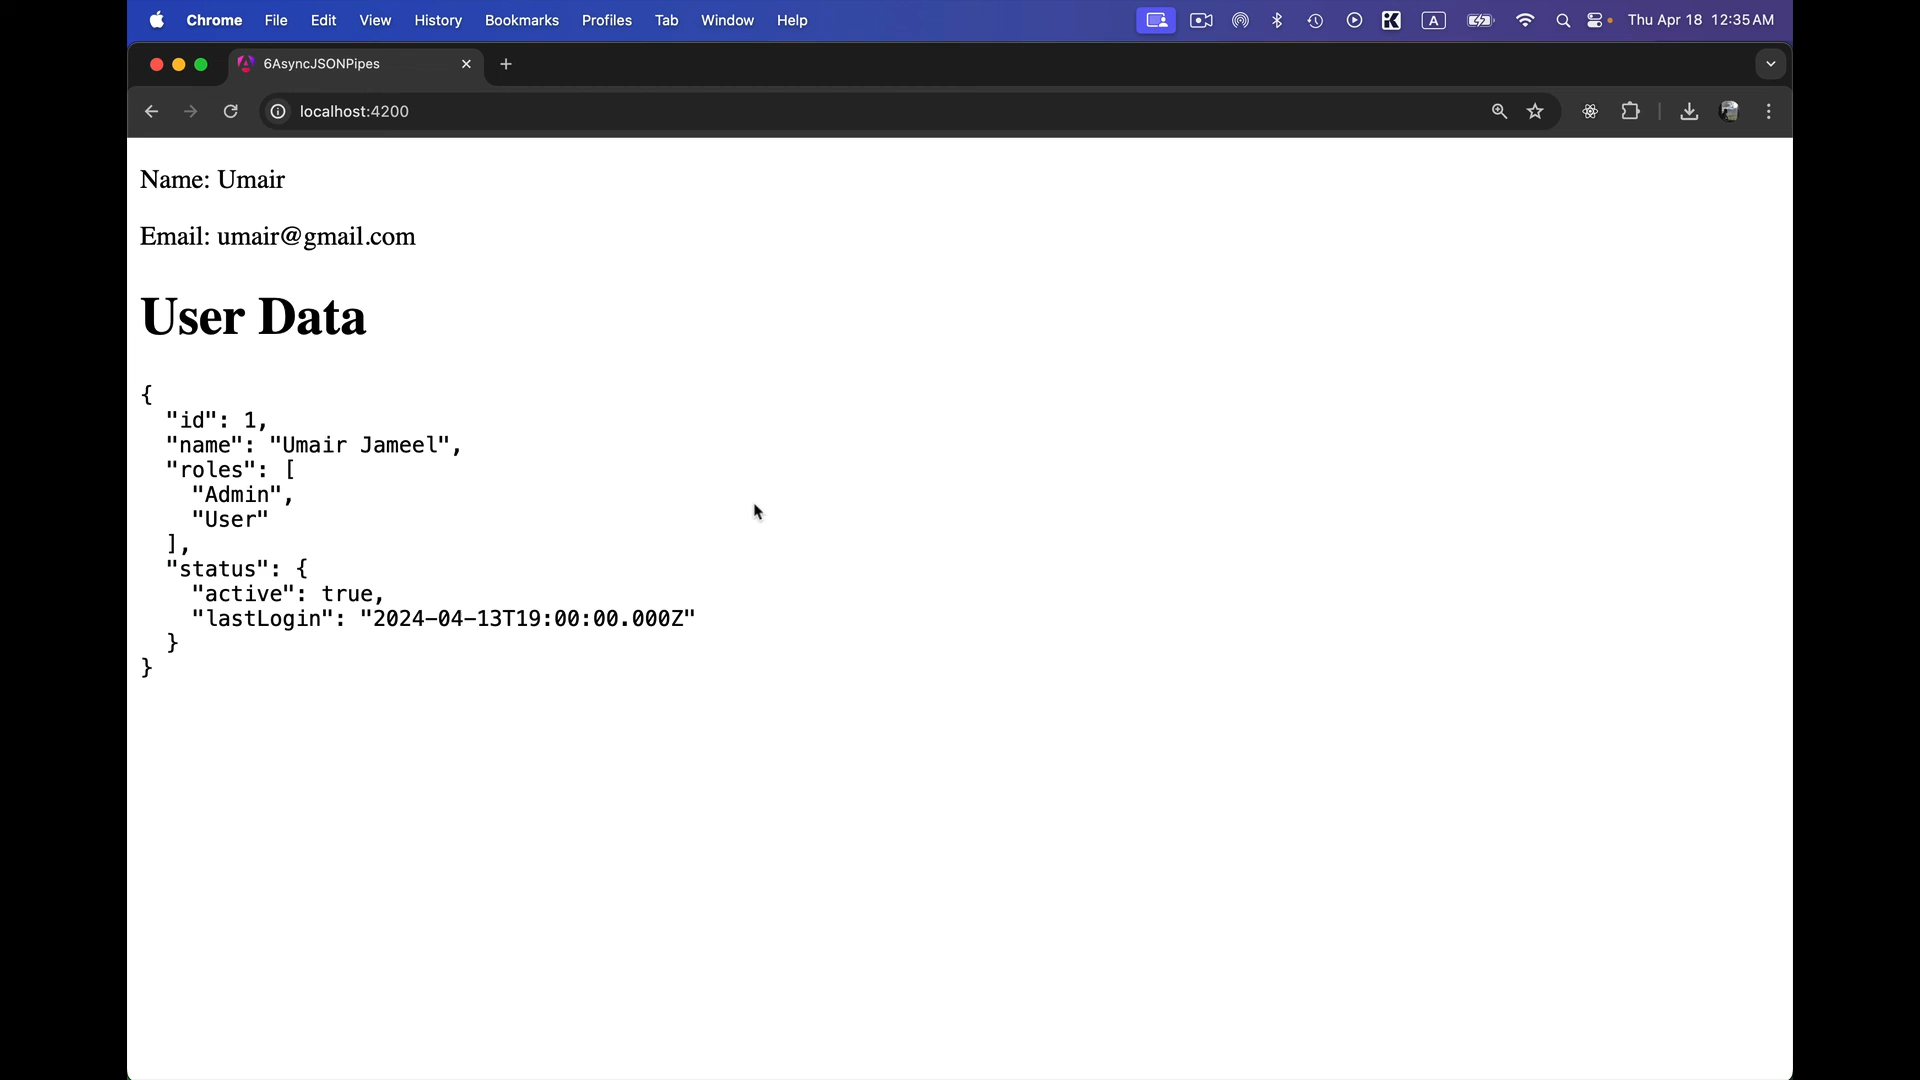 Chrome File Edit View History Bookmarks Profiles Tab Window Help A Thu Apr 18 12:35 AM
6AsyncJSONPipes
localhost:4200
Name: Umair
Email: umair@gmail.com
User Data
{
  "id": 1,
  "name": "Umair Jameel",
  "roles": [
    "Admin",
    "User"
  ],
  "status": {
    "active": true,
    "lastLogin": "2024-04-13T19:00:00.000Z"
  }
}